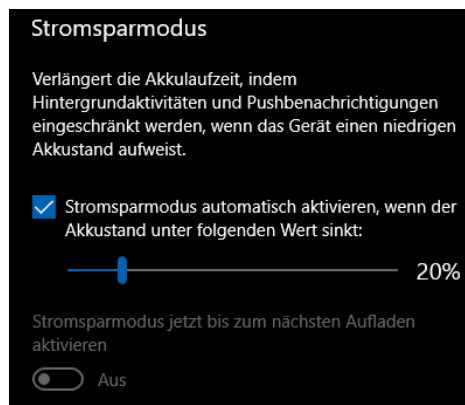 Stromsparmodus
Verlängert die Akkulaufzeit, indem
Hintergrundaktivitäten und Pushbenachrichtigungen
eingeschränkt werden, wenn das Gerät einen niedrigen
Akkustand aufweist.
Stromsparmodus automatisch aktivieren, wenn der
Akkustand unter folgenden Wert sinkt:
20%
Stromsparmodus jetzt bis zum nächsten Aufladen
aktivieren
Aus